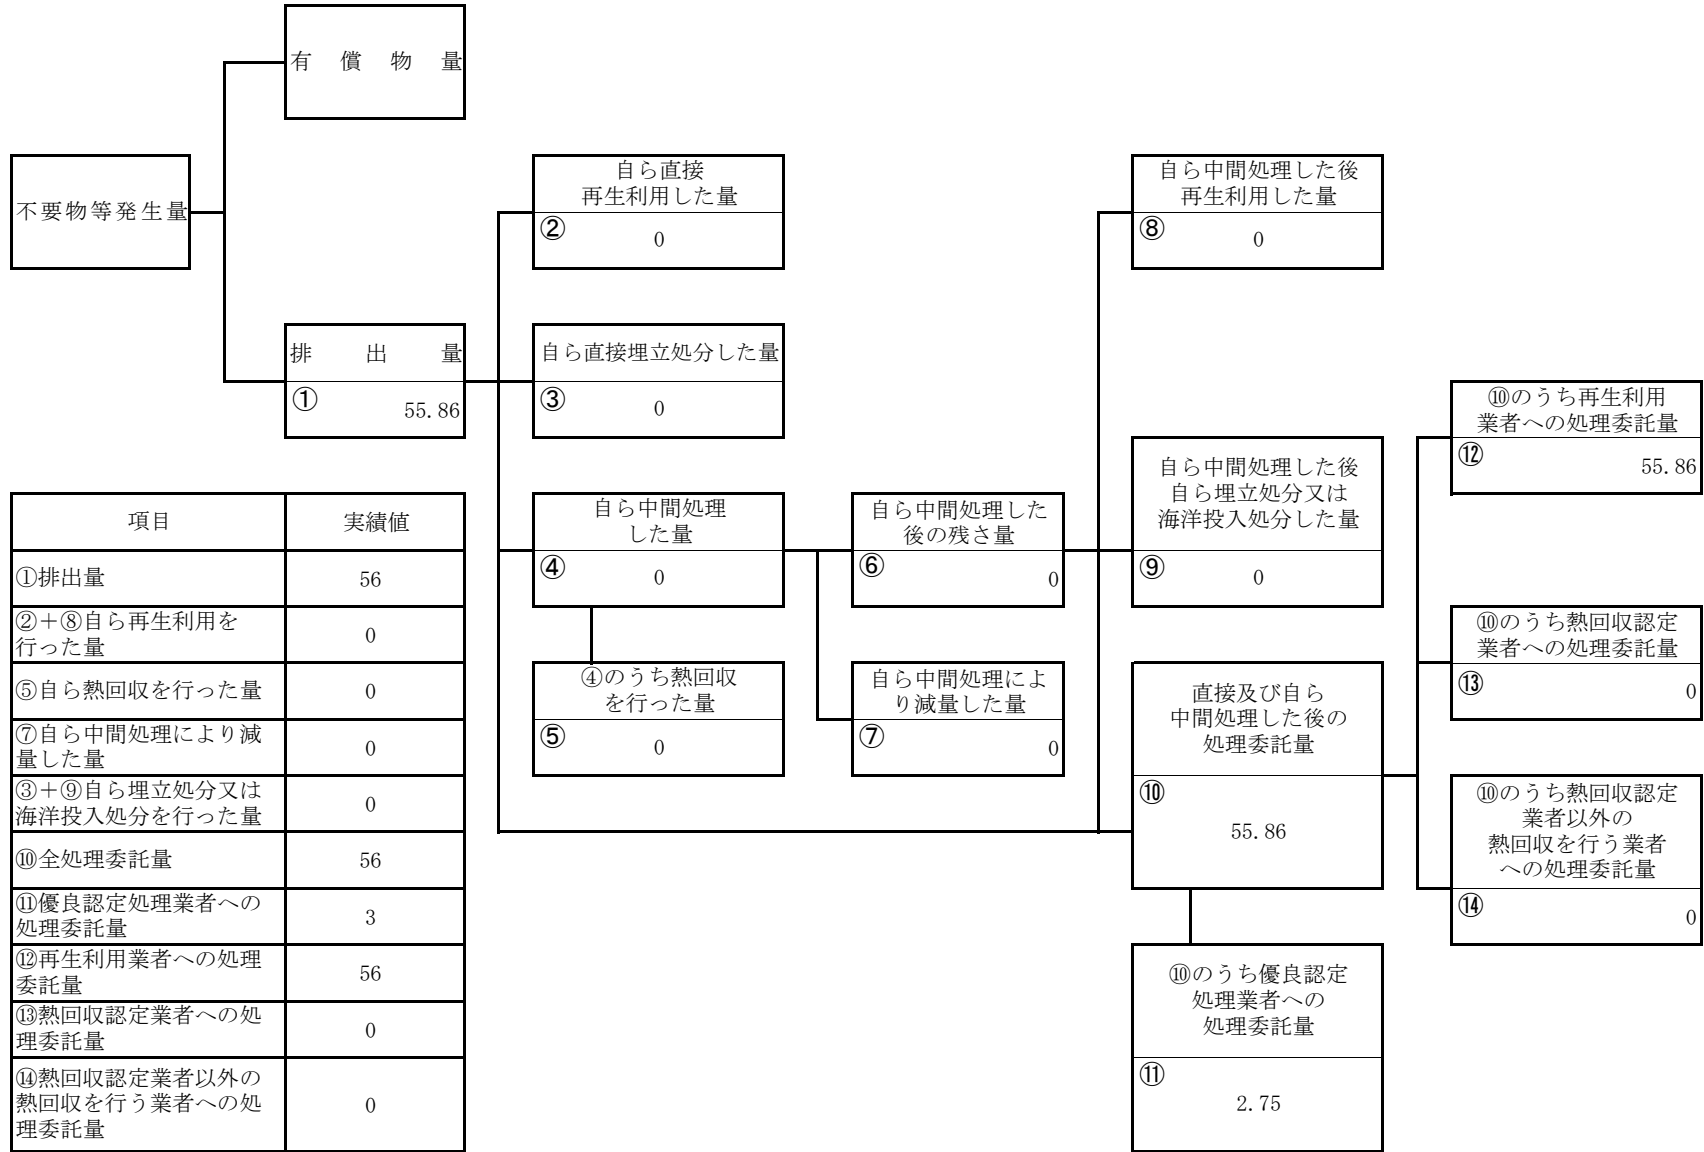 有償物量
不要物等発生量
排出量
①
55.86
自ら直接
再生利用した量
②
0
自ら直接埋立処分した量
③
0
自ら中間処理
した量
④
0
④のうち熱回収
を行った量
⑤
0
自ら中間処理した
後の残さ量
⑥
0
自ら中間処理によ
り減量した量
⑦
0
自ら中間処理した後
再生利用した量
⑧
0
自ら中間処理した後
自ら埋立処分又は
海洋投入処分した量
⑨
0
直接及び自ら
中間処理した後の
処理委託量
⑩
55.86
⑩のうち優良認定
処理業者への
処理委託量
⑪
2.75
⑩のうち再生利用
業者への処理委託量
⑫
55.86
⑩のうち熱回収認定
業者への処理委託量
⑬
0
⑩のうち熱回収認定
業者以外の
熱回収を行う業者
への処理委託量
⑭
0
項目 実績値
①排出量 56
②+⑧自ら再生利用を
行った量 0
⑤自ら熱回収を行った量 0
⑦自ら中間処理により減
量した量 0
③+⑨自ら埋立処分又は
海洋投入処分を行った量 0
⑩全処理委託量 56
⑪優良認定処理業者への
処理委託量 3
⑫再生利用業者への処理
委託量 56
⑬熱回収認定業者への処
理委託量 0
⑭熱回収認定業者以外の
熱回収を行う業者への処
理委託量 0